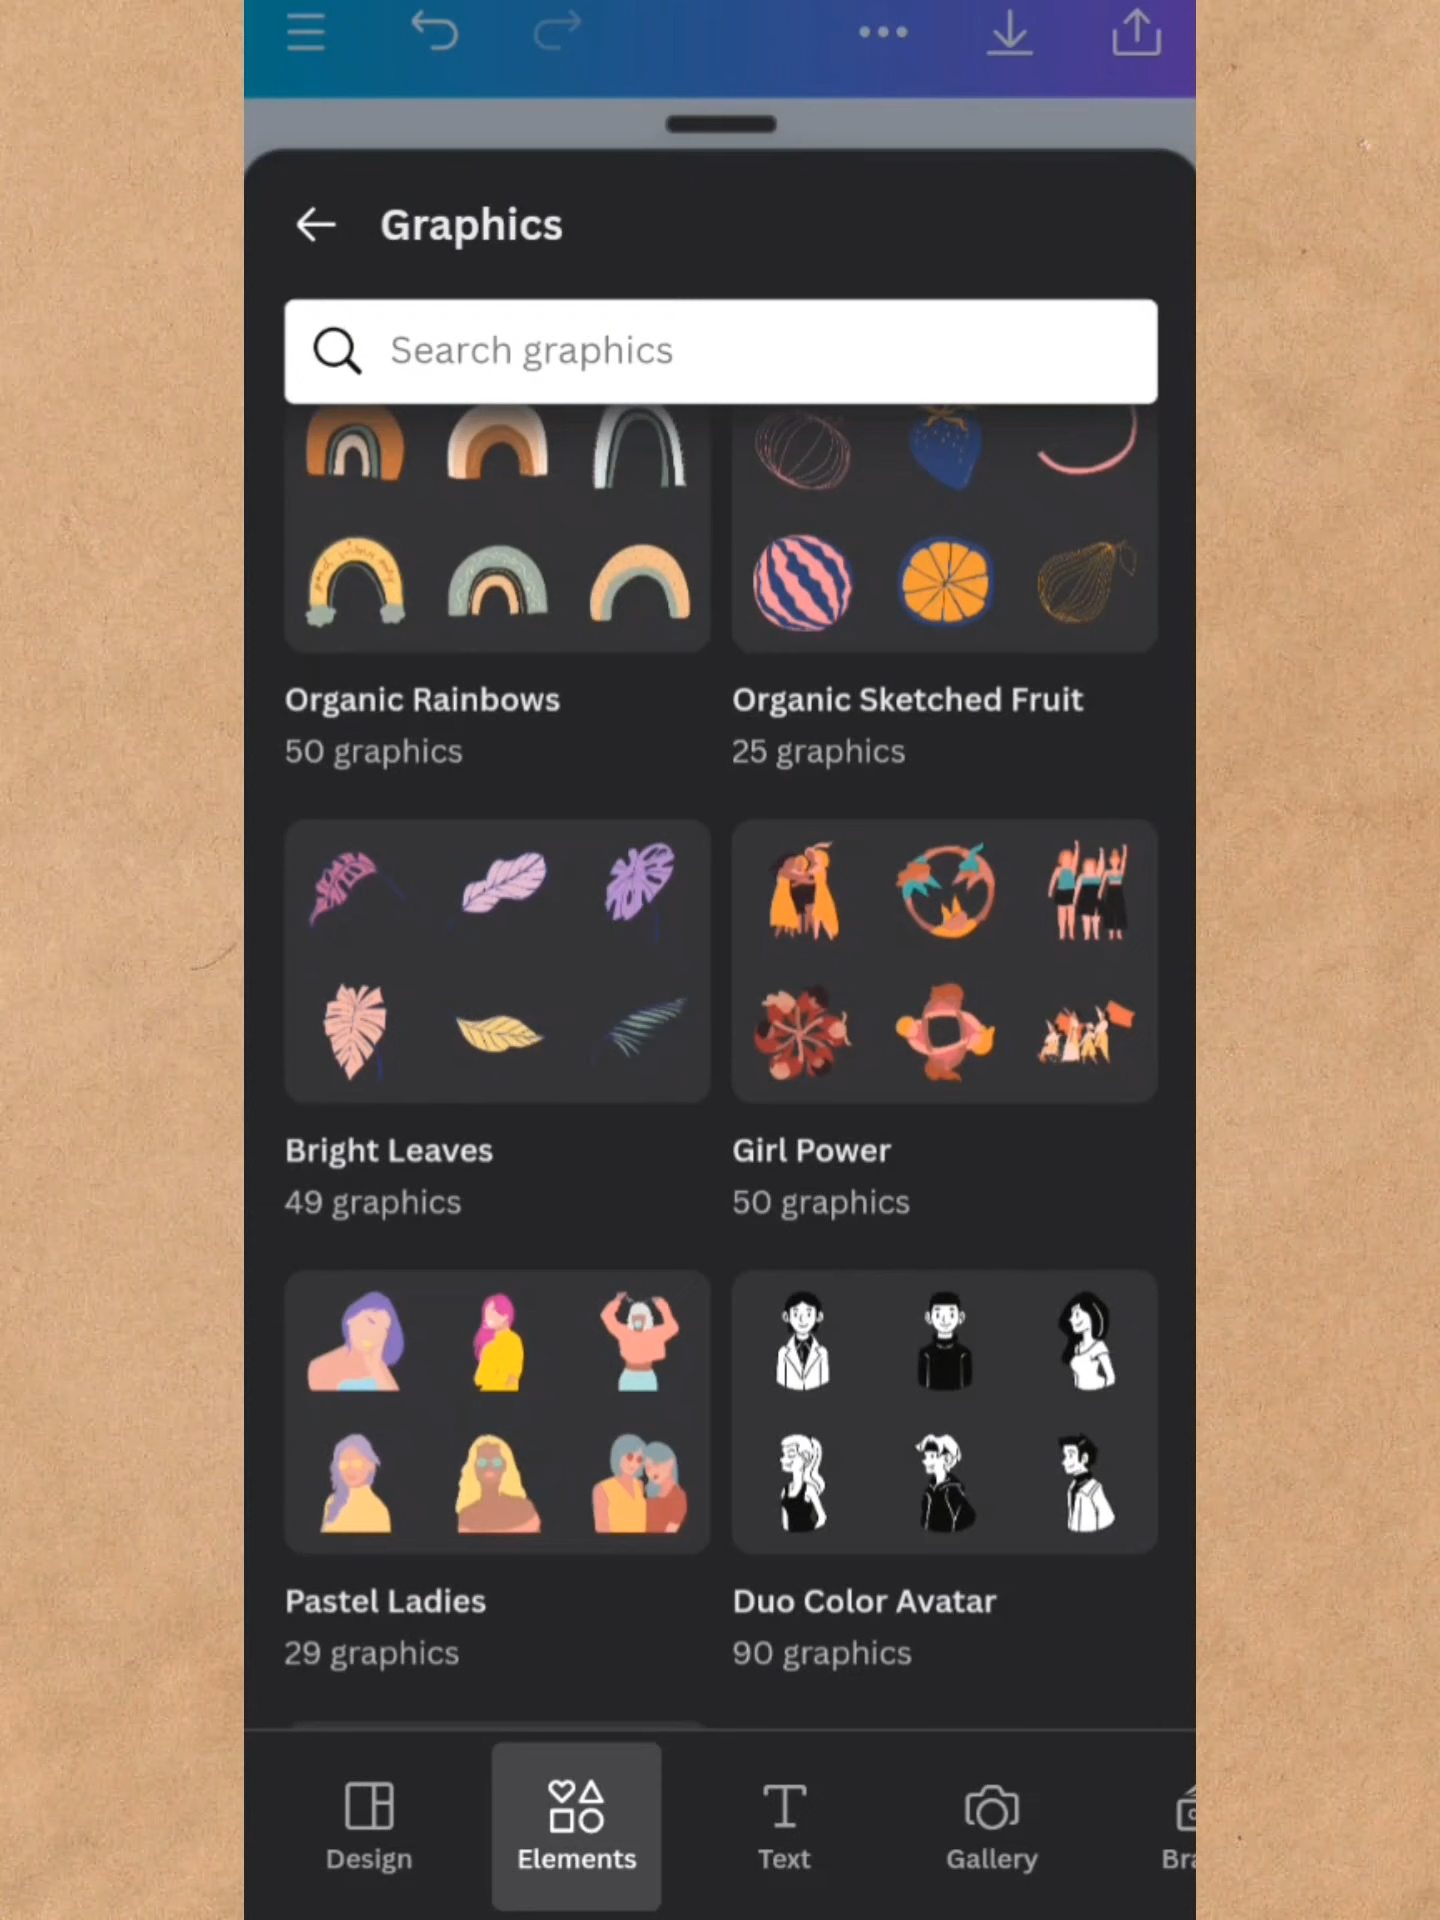 Graphics
Search graphics
Organic Rainbows
50 graphics
Organic Sketched Fruit
25 graphics
Bright Leaves
49 graphics
Girl Power
50 graphics
Pastel Ladies
29 graphics
Duo Color Avatar
90 graphics
Design
Elements
Text
Gallery
Bra